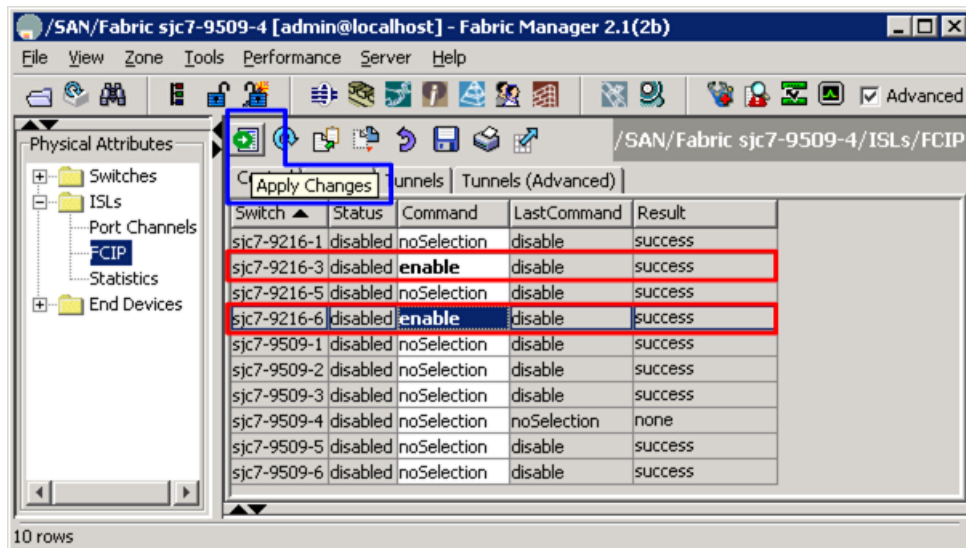 /SAN/Fabric sjc7-9509-4 [admin@localhost] - Fabric Manager 2.1(2b)
File View Zone Tools Performance Server Help
Advanced
Physical Attributes
Switches
ISLs
Port Channels
FCIP
Statistics
End Devices
/SAN/Fabric sjc7-9509-4/ISLs/FCIP
Apply Changes
Tunnels (Advanced)
Switch Status Command LastCommand Result
sjc7-9216-1 disabled noSelection disable success
sjc7-9216-3 disabled enable disable success
sjc7-9216-5 disabled noSelection disable success
sjc7-9216-6 disabled enable disable success
sjc7-9509-1 disabled noSelection disable success
sjc7-9509-2 disabled noSelection disable success
sjc7-9509-3 disabled noSelection disable success
sjc7-9509-4 disabled noSelection noSelection none
sjc7-9509-5 disabled noSelection disable success
sjc7-9509-6 disabled noSelection disable success
10 rows